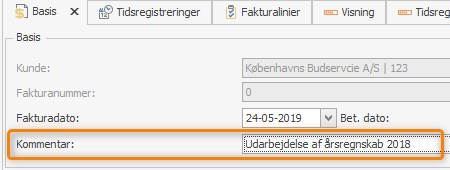 Basis Tidsregistreringer Fakturalinier Visning Tidsreg
Basis
Kunde: Københavns Budservcie A/S | 123
Fakturanummer: 0
Fakturadato: 24-05-2019 Bet. dato:
Kommentar: Udarbejdelse af årsregnskab 2018